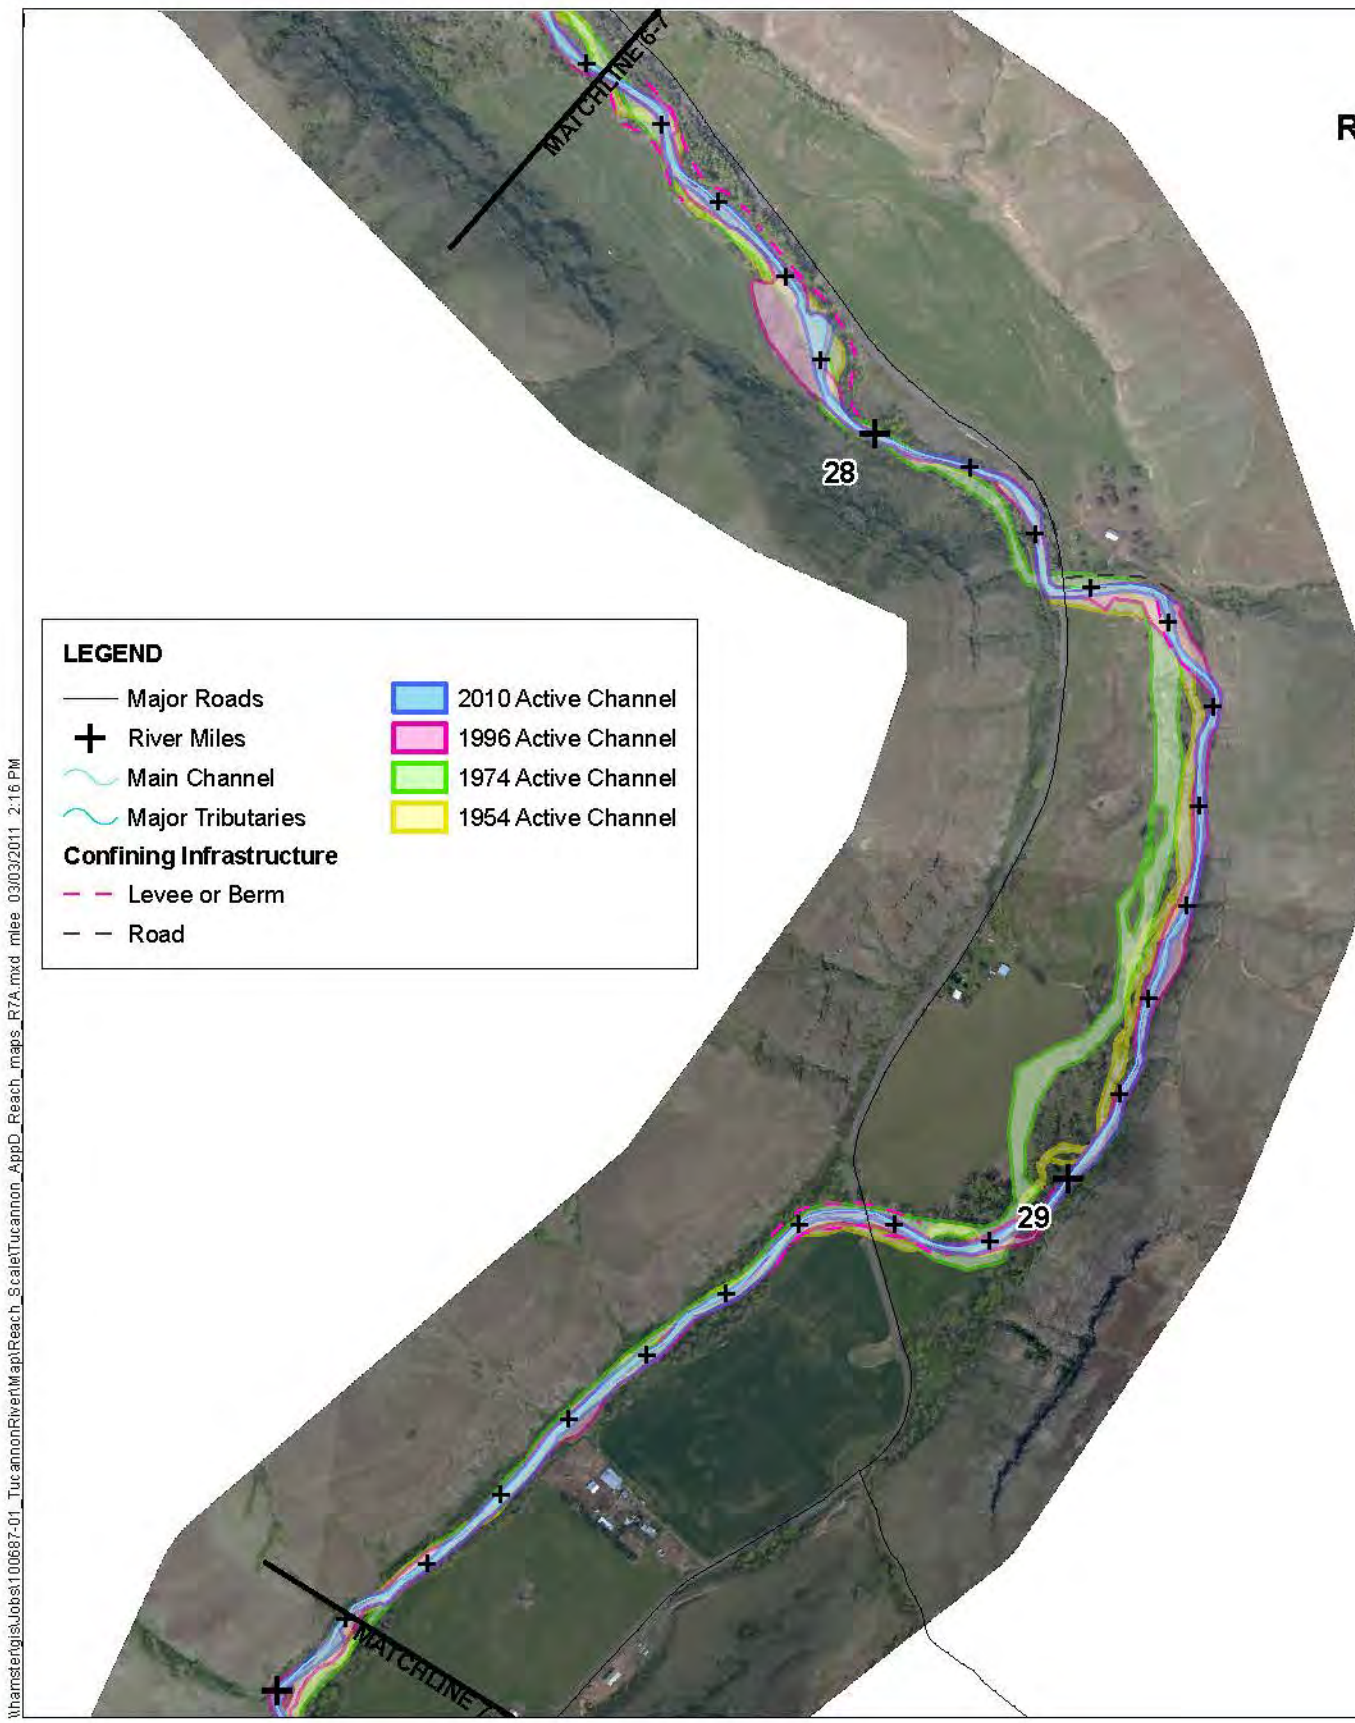 MATCHLINE 6-7
R
28
LEGEND
Major Roads
River Miles
Main Channel
Major Tributaries
Confining Infrastructure
Levee or Berm
Road
2010 Active Channel
1996 Active Channel
1974 Active Channel
1954 Active Channel
29
MATCHLINE
\\hamster\gis\Jobs\100687-01_TucannonRiver\Map\Reach_Scale\Tucannon_AppD_Reach_maps_R7A.mxd mlee 03/03/2011 2:16 PM